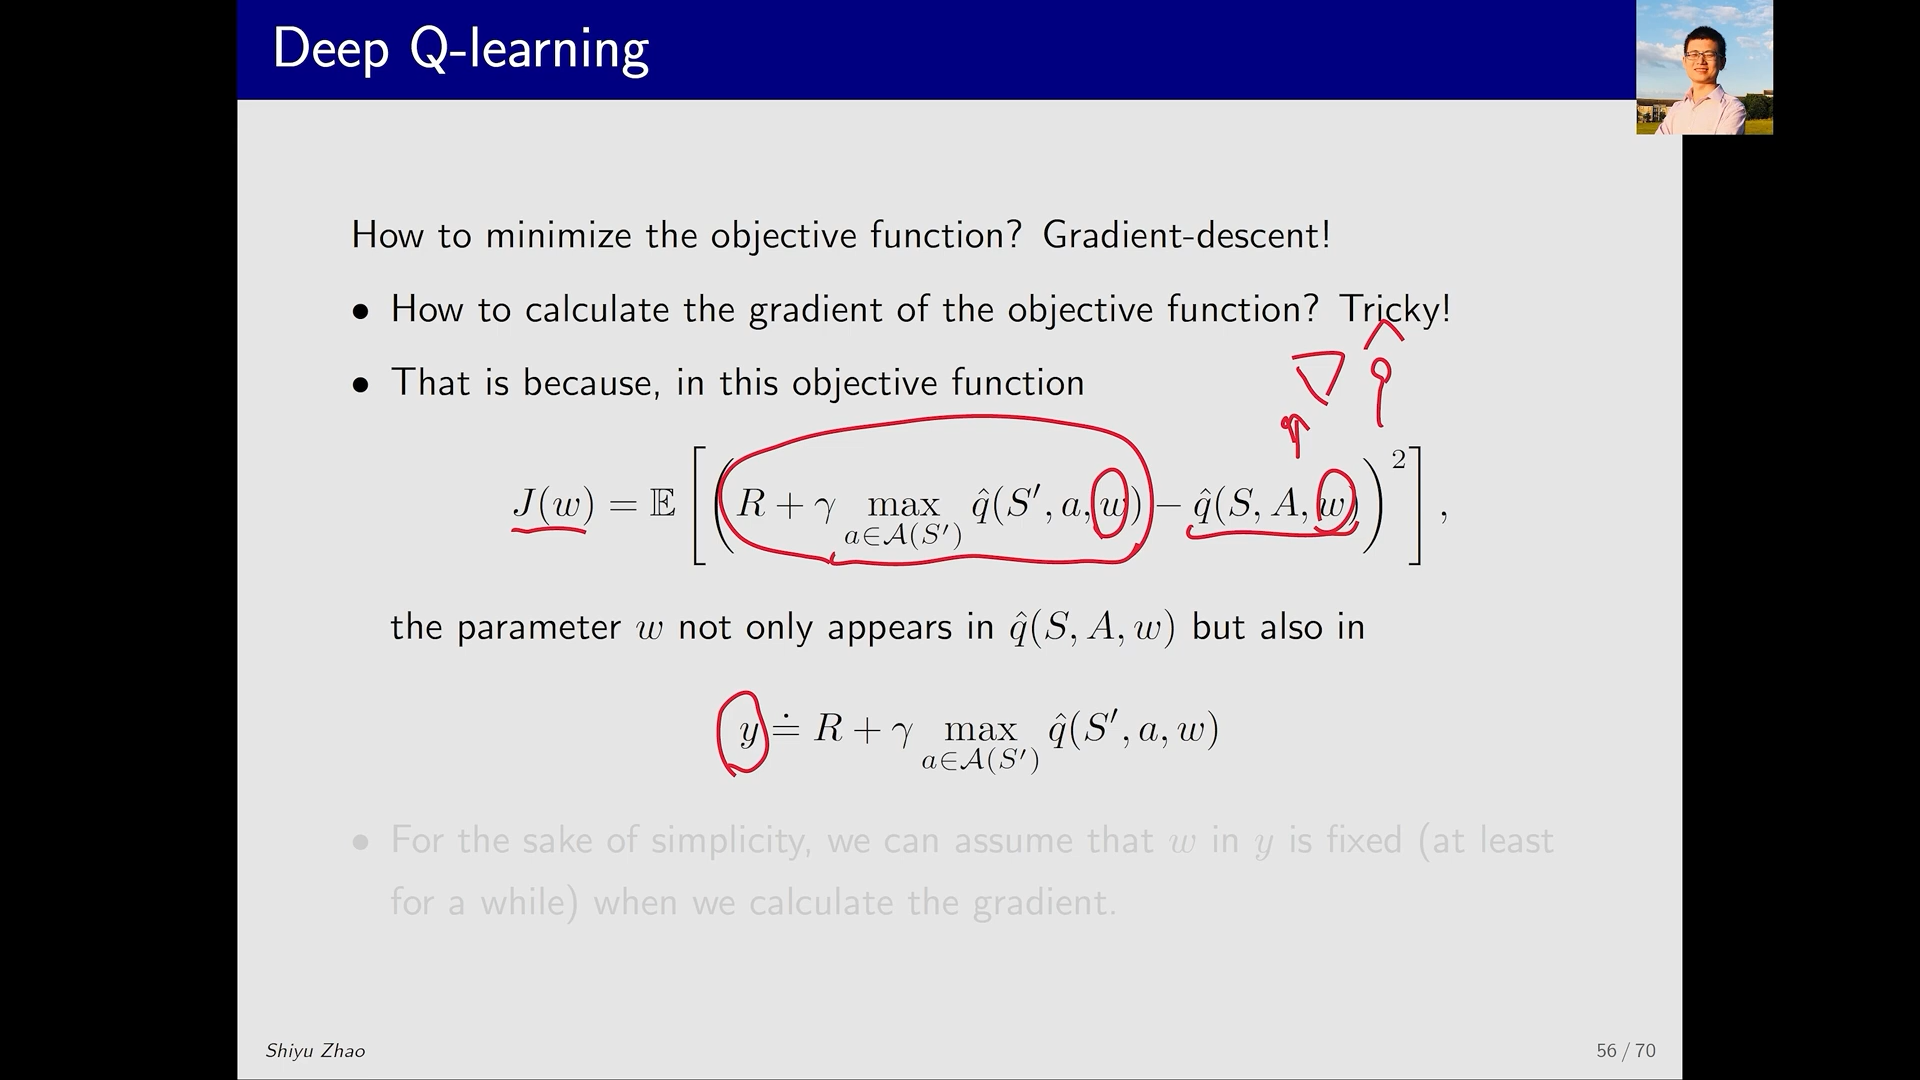 Deep Q-learning
How to minimize the objective function? Gradient-descent!
• How to calculate the gradient of the objective function? Tricky!
• That is because, in this objective function
∇ q̂
J(w) = 𝔼 [ ( R + γ max_{a∈𝒜(S′)} q̂(S′, a, w) − q̂(S, A, w) )² ] ,
the parameter w not only appears in q̂(S, A, w) but also in
y ≐ R + γ max_{a∈𝒜(S′)} q̂(S′, a, w)
• For the sake of simplicity, we can assume that w in y is fixed (at least
for a while) when we calculate the gradient.
Shiyu Zhao
56 / 70